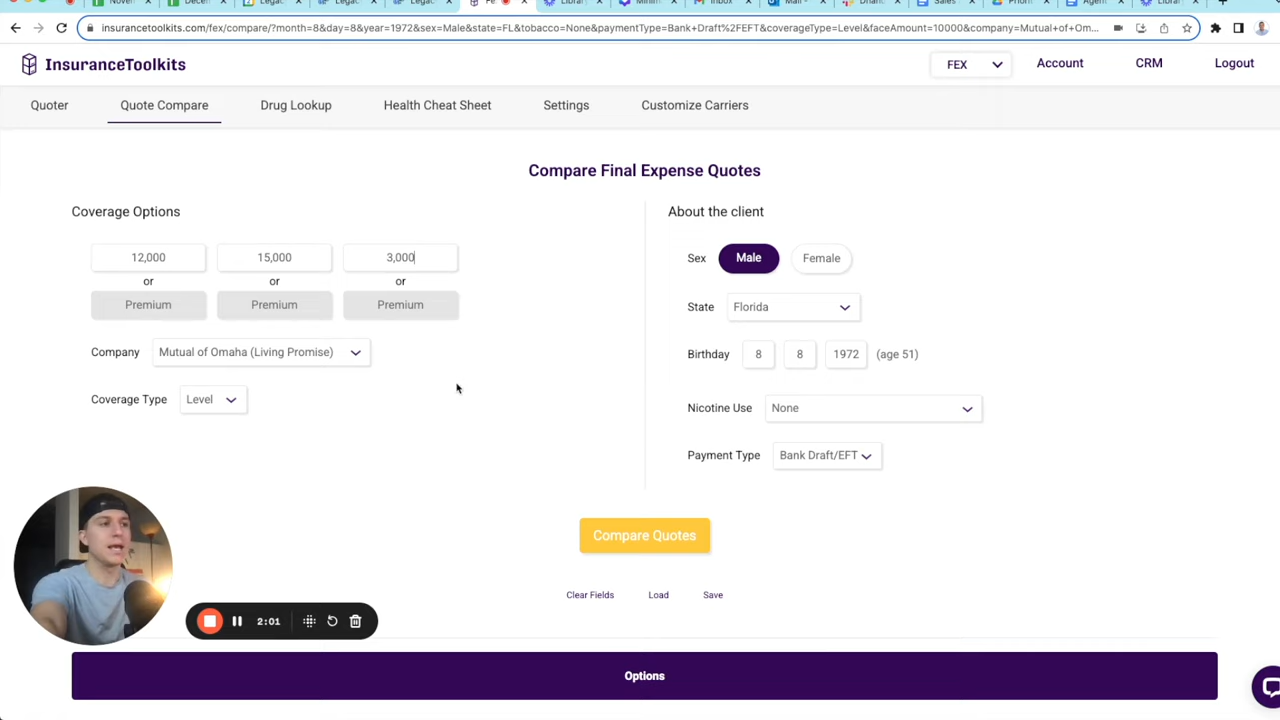 insurancetoolkits.com/fex/compare/?month=8&day=8&year=1972&sex=Male&state=FL&tobacco=None&paymentType=Bank+Draft%2FEFT&coverageType=Level&faceAmount=10000&company=Mutual+of+Om...
InsuranceToolkits
FEX
Account
CRM
Logout
Quoter
Quote Compare
Drug Lookup
Health Cheat Sheet
Settings
Customize Carriers
Compare Final Expense Quotes
Coverage Options
12,000
15,000
3,000
or
or
or
Premium
Premium
Premium
Company
Mutual of Omaha (Living Promise)
Coverage Type
Level
About the client
Sex
Male
Female
State
Florida
Birthday
8
8
1972
(age 51)
Nicotine Use
None
Payment Type
Bank Draft/EFT
Compare Quotes
Clear Fields
Load
Save
2:01
Options